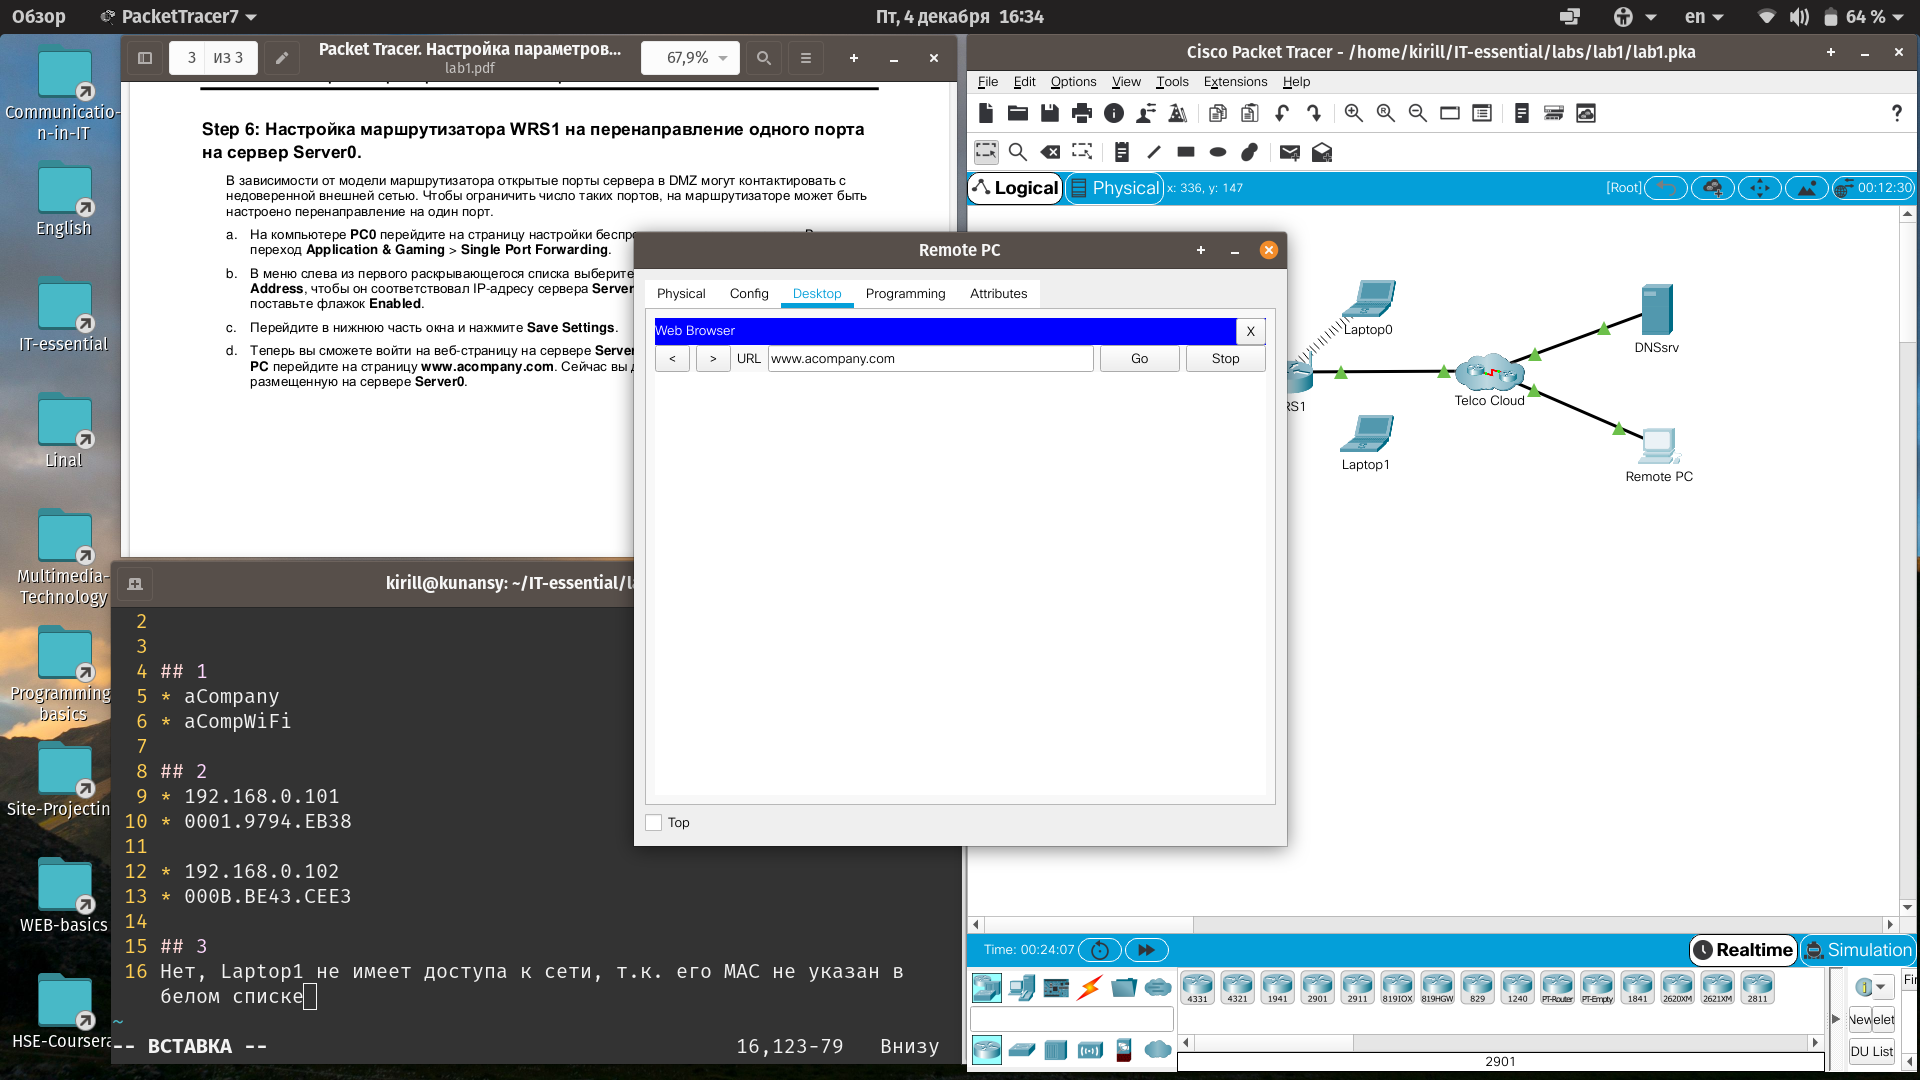 Обзор
PacketTracer7
Пт, 4 декабря 16:34
en
64 %
Communicatio-
n-in-IT
English
IT-essential
Linal
Multimedia-
Technology
Programming
basics
Site-Projectin
WEB-basics
HSE-Coursera
3 из 3
Packet Tracer. Настройка параметров...
lab1.pdf
67,9%
Step 6: Настройка маршрутизатора WRS1 на перенаправление одного порта
на сервер Server0.
В зависимости от модели маршрутизатора открытые порты сервера в DMZ могут контактировать с
недоверенной внешней сетью. Чтобы ограничить число таких портов, на маршрутизаторе может быть
настроено перенаправление на один порт.
a. На компьютере PC0 перейдите на страницу настройки беспр
переход Application & Gaming > Single Port Forwarding.
b. В меню слева из первого раскрывающегося списка выберите
Address, чтобы он соответствовал IP-адресу сервера Server
поставьте флажок Enabled.
c. Перейдите в нижнюю часть окна и нажмите Save Settings.
d. Теперь вы сможете войти на веб-страницу на сервере Server
PC перейдите на страницу www.acompany.com. Сейчас вы д
размещенную на сервере Server0.
kirill@kunansy: ~/IT-essential/la
2
3
4 ## 1
5 * aCompany
6 * aCompWiFi
7
8 ## 2
9 * 192.168.0.101
10 * 0001.9794.EB38
11
12 * 192.168.0.102
13 * 000B.BE43.CEE3
14
15 ## 3
16 Нет, Laptop1 не имеет доступа к сети, т.к. его MAC не указан в
белом списке
~
-- ВСТАВКА --
16,123-79 Внизу
Remote PC
Physical Config Desktop Programming Attributes
Web Browser
X
< > URL www.acompany.com Go Stop
Top
Cisco Packet Tracer - /home/kirill/IT-essential/labs/lab1/lab1.pka
File Edit Options View Tools Extensions Help
?
Logical Physical x: 336, y: 147
[Root] 00:12:30
Laptop0
DNSsrv
RS1
Telco Cloud
Laptop1
Remote PC
Time: 00:24:07
Realtime Simulation
4331 4321 1941 2901 2911 819IOX 819HGW 829 1240 PT-Router PT-Empty 1841 2620XM 2621XM 2811
2901
Fir
New elet
DU List